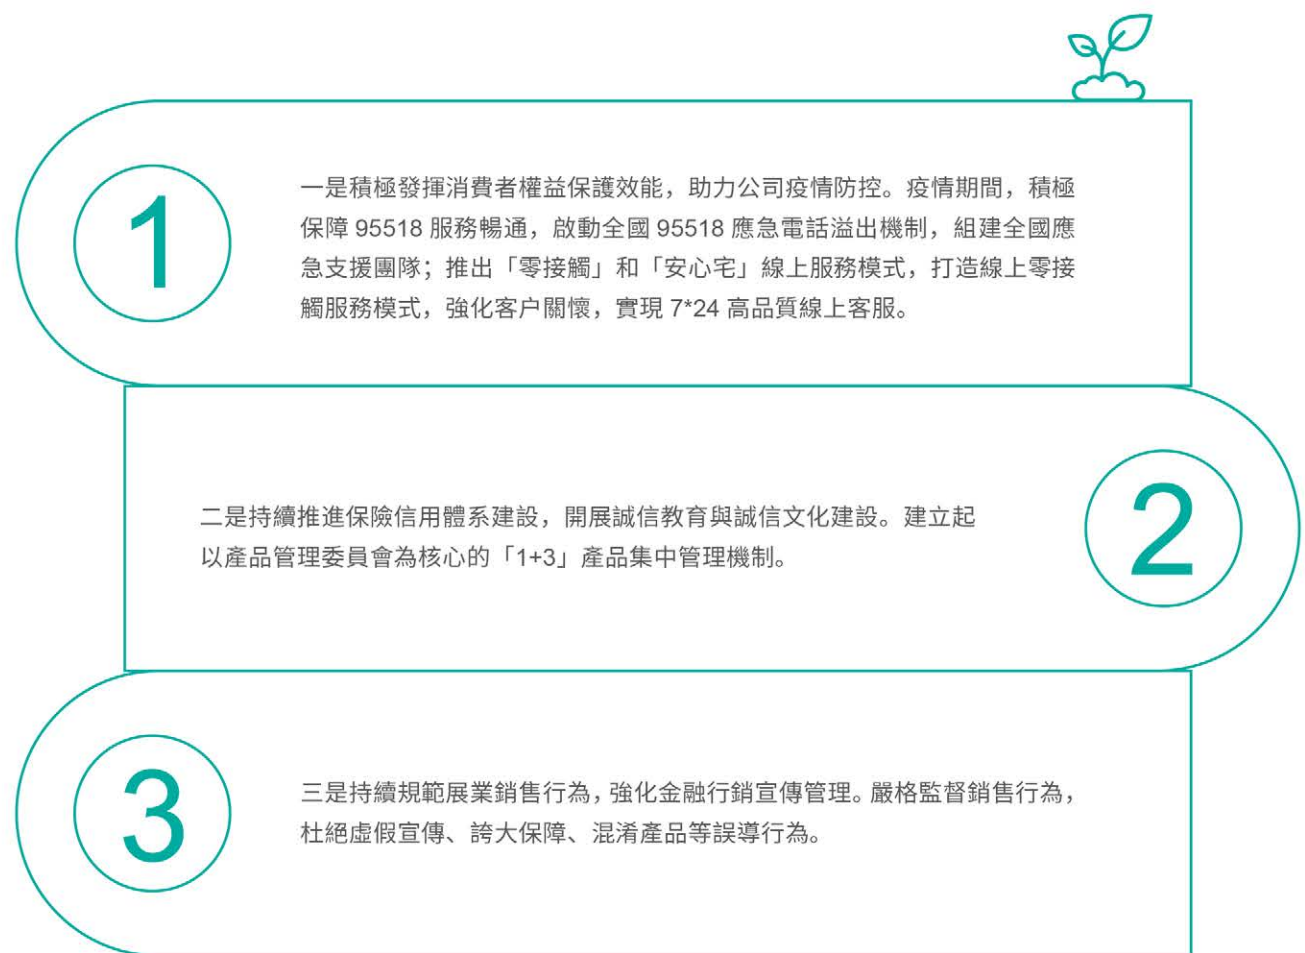 1
一是積極發揮消費者權益保護效能，助力公司疫情防控。疫情期間，積極
保障 95518 服務暢通，啟動全國 95518 應急電話溢出機制，組建全國應
急支援團隊；推出「零接觸」和「安心宅」線上服務模式，打造線上零接
觸服務模式，強化客户關懷，實現 7*24 高品質線上客服。
二是持續推進保險信用體系建設，開展誠信教育與誠信文化建設。建立起
以產品管理委員會為核心的「1+3」產品集中管理機制。
2
3
三是持續規範展業銷售行為，強化金融行銷宣傳管理。嚴格監督銷售行為，
杜絕虛假宣傳、誇大保障、混淆產品等誤導行為。